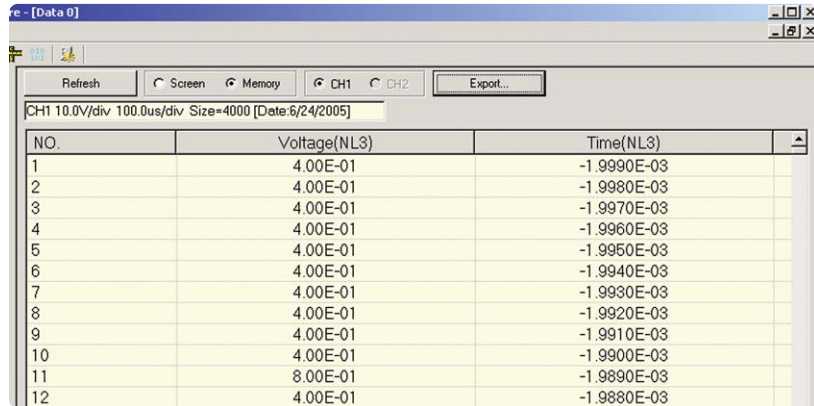 re - [Data 0]
010
101
Refresh Screen Memory CH1 CH2 Export...
CH1 10.0V/div 100.0us/div Size=4000 [Date:6/24/2005]
NO. Voltage(NL3) Time(NL3)
1 4.00E-01 -1.9990E-03
2 4.00E-01 -1.9980E-03
3 4.00E-01 -1.9970E-03
4 4.00E-01 -1.9960E-03
5 4.00E-01 -1.9950E-03
6 4.00E-01 -1.9940E-03
7 4.00E-01 -1.9930E-03
8 4.00E-01 -1.9920E-03
9 4.00E-01 -1.9910E-03
10 4.00E-01 -1.9900E-03
11 8.00E-01 -1.9890E-03
12 4.00E-01 -1.9880E-03